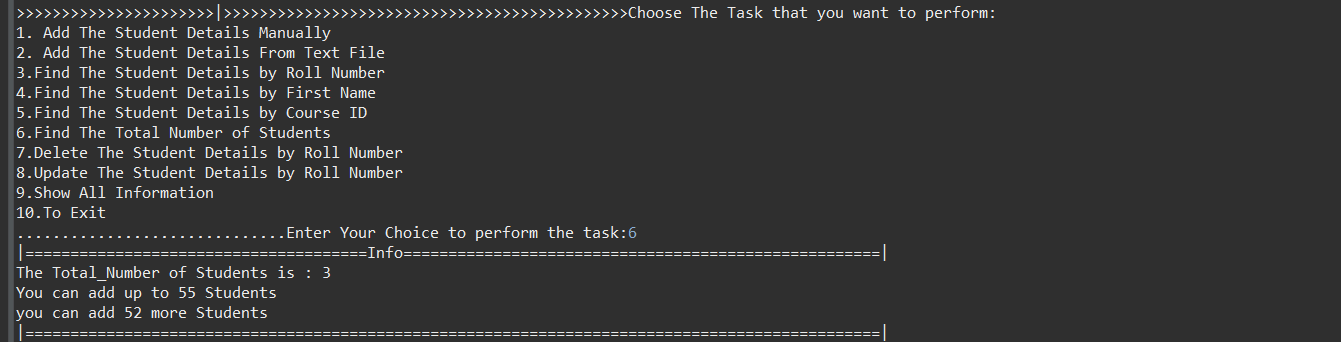 >>>>>>>>>>>>>>>>>>>>>>|>>>>>>>>>>>>>>>>>>>>>>>>>>>>>>>>>>>>>>>>>>>>>Choose The Task that you want to perform:
1. Add The Student Details Manually
2. Add The Student Details From Text File
3.Find The Student Details by Roll Number
4.Find The Student Details by First Name
5.Find The Student Details by Course ID
6.Find The Total Number of Students
7.Delete The Student Details by Roll Number
8.Update The Student Details by Roll Number
9.Show All Information
10.To Exit
..............................Enter Your Choice to perform the task:6
|======================================Info=====================================================|
The Total_Number of Students is : 3
You can add up to 55 Students
you can add 52 more Students
|===============================================================================================|